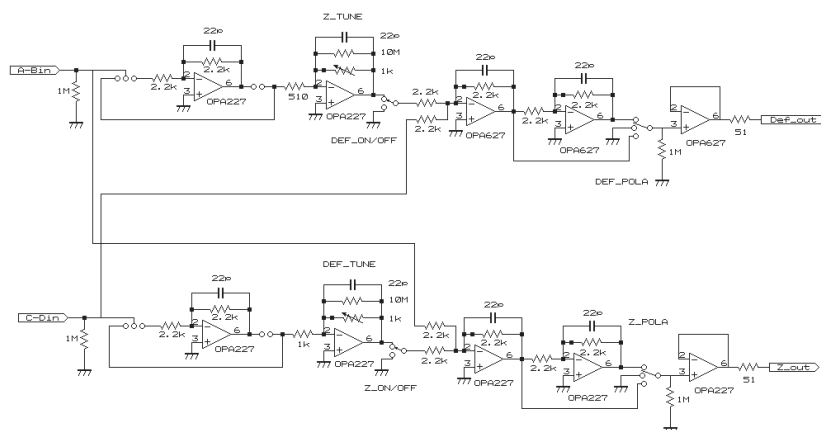 Z_TUNE
22p
22p
10M
A-Bin
2.2k
1k
22p
22p
2
3
6
2.2k
OPA227
1M
510
2
3
6
OPA227
2.2k
2.2k
DEF_ON/OFF
2.2k
2
3
6
OPA627
2.2k
2.2k
2
3
6
OPA627
2
3
6
OPA627
51
Def_out
1M
DEF_POLA
DEF_TUNE
22p
22p
10M
C-Din
2.2k
1k
22p
22p
Z_POLA
2
3
6
2.2k
OPA227
1M
1k
2
3
6
OPA227
2.2k
2.2k
Z_ON/OFF
2.2k
2
3
6
OPA227
2.2k
2.2k
2
3
6
OPA227
2
3
6
OPA227
51
Z_out
1M